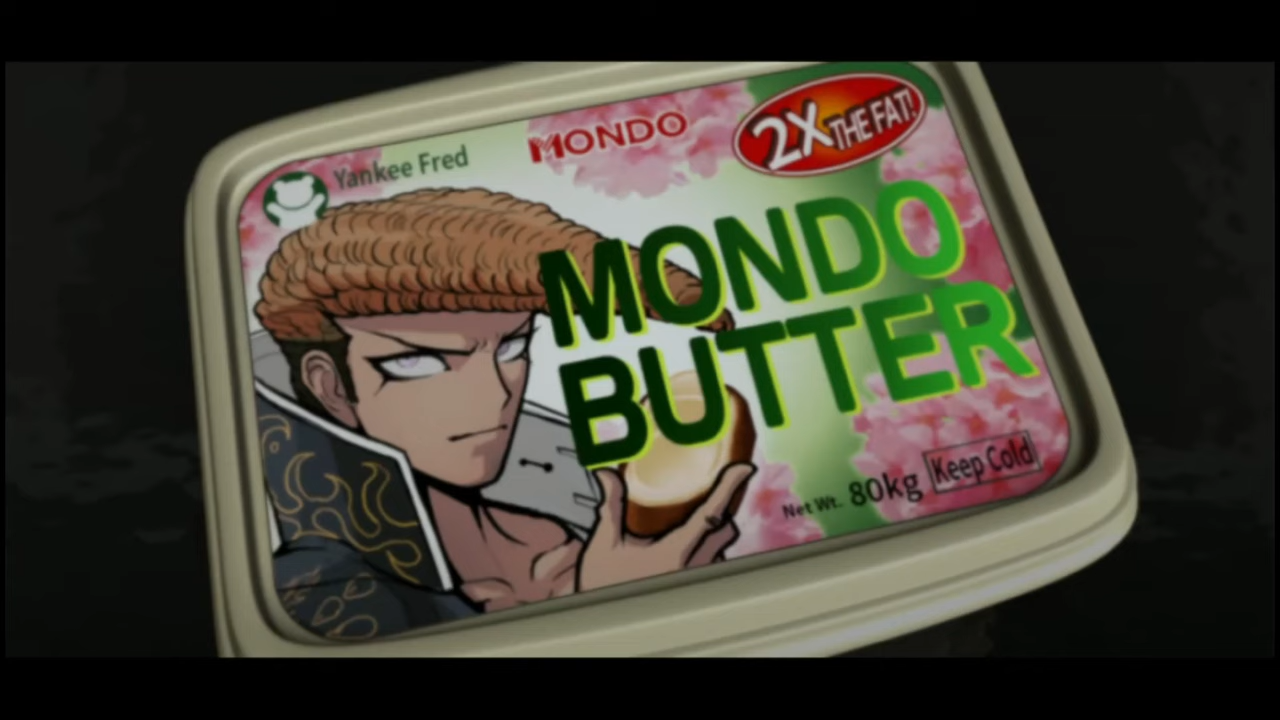 Yankee Fred
MONDO
2X THE FAT!
MONDO
BUTTER
Net Wt. 80kg
Keep Cold